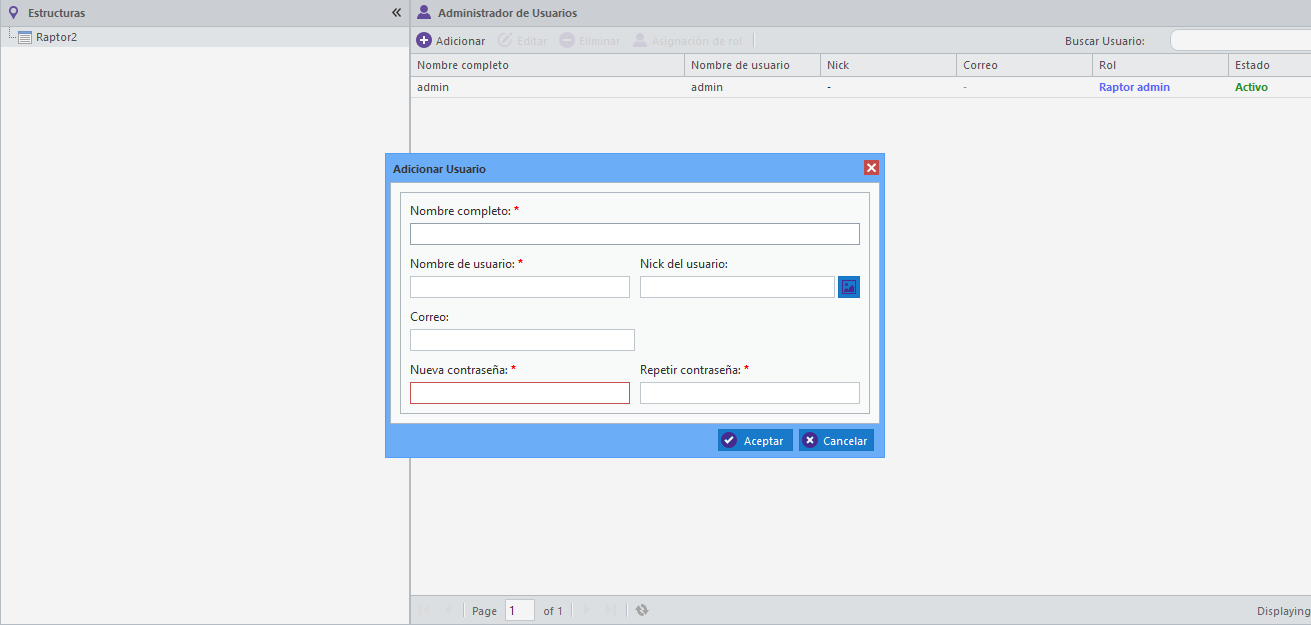 Estructuras
Raptor2
Administrador de Usuarios
Adicionar Editar Eliminar Asignación de rol Buscar Usuario:
Nombre completo Nombre de usuario Nick Correo Rol Estado
admin admin - - Raptor admin Activo
Adicionar Usuario
Nombre completo: *
Nombre de usuario: * Nick del usuario:
Correo:
Nueva contraseña: * Repetir contraseña: *
Aceptar Cancelar
Page 1 of 1 Displaying